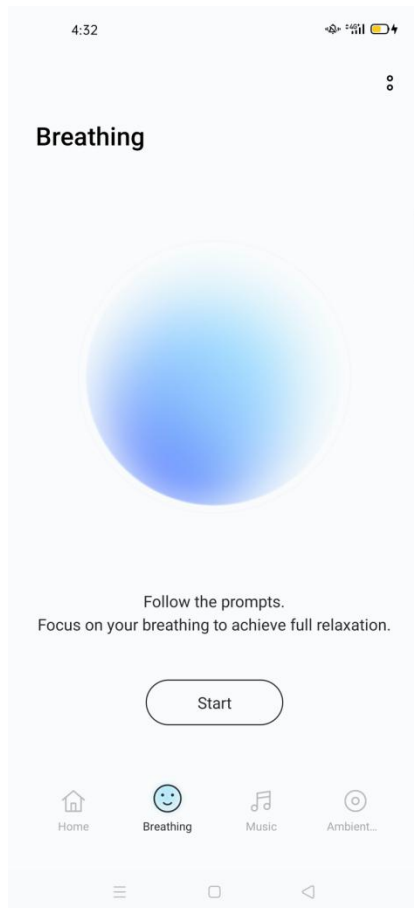 4:32
Breathing
Follow the prompts.
Focus on your breathing to achieve full relaxation.
Start
Home
Breathing
Music
Ambient...